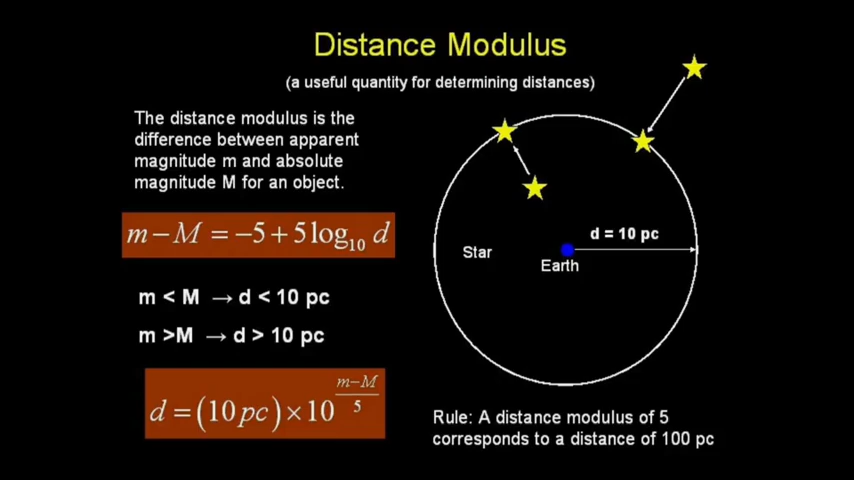 Distance Modulus
(a useful quantity for determining distances)
The distance modulus is the
difference between apparent
magnitude m and absolute
magnitude M for an object.
m − M = −5 + 5 log₁₀ d
m < M → d < 10 pc
m >M → d > 10 pc
d = (10 pc) × 10^((m−M)/5)
d = 10 pc
Star
Earth
Rule: A distance modulus of 5
corresponds to a distance of 100 pc